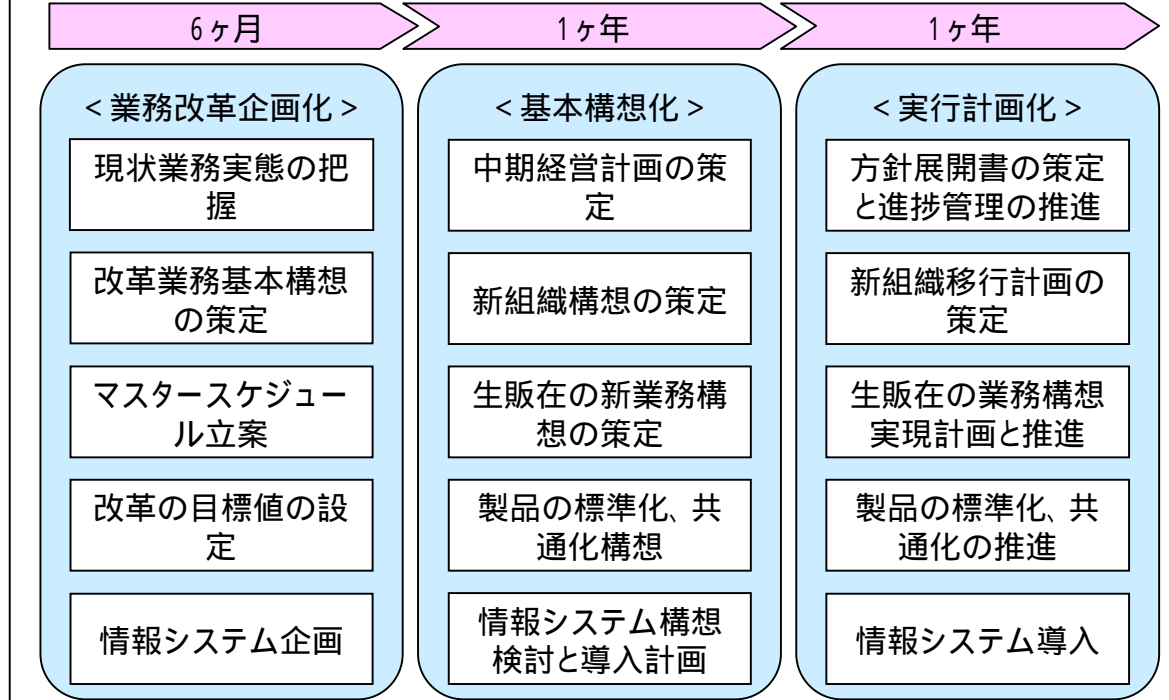 6ヶ月
1ヶ年
1ヶ年
<業務改革企画化>
現状業務実態の把
握
改革業務基本構想
の策定
マスタースケジュー
ル立案
改革の目標値の設
定
情報システム企画
<基本構想化>
中期経営計画の策
定
新組織構想の策定
生販在の新業務構
想の策定
製品の標準化、共
通化構想
情報システム構想
検討と導入計画
<実行計画化>
方針展開書の策定
と進捗管理の推進
新組織移行計画の
策定
生販在の業務構想
実現計画と推進
製品の標準化、共
通化の推進
情報システム導入